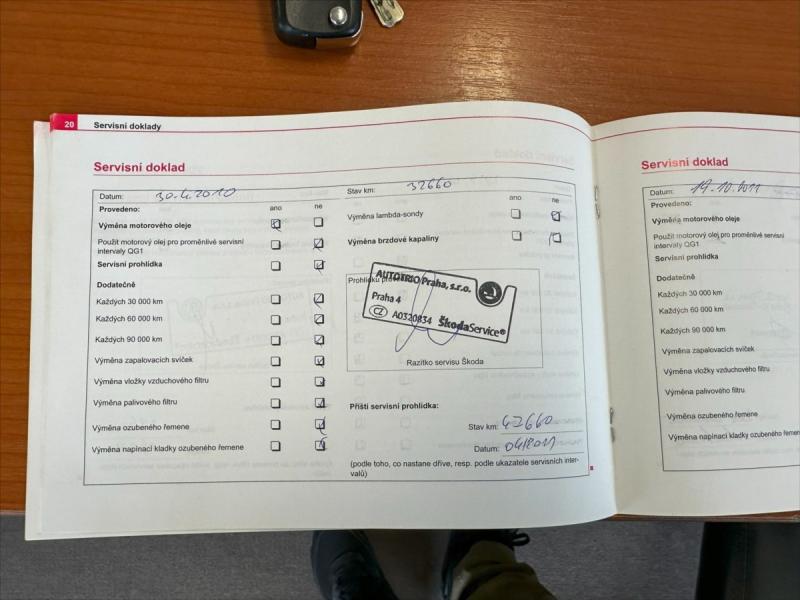 20 Servisní doklady
Servisní doklad
Datum: 30.4.2010
Provedeno: ano ne
Výměna motorového oleje
Použit motorový olej pro proměnlivé servisní
intervaly QG1
Servisní prohlídka
Dodatečně
Každých 30 000 km
Každých 60 000 km
Každých 90 000 km
Výměna zapalovacích svíček
Výměna vložky vzduchového filtru
Výměna palivového filtru
Výměna ozubeného řemene
Výměna napínací kladky ozubeného řemene
Stav km: 32660
ano ne
Výměna lambda-sondy
Výměna brzdové kapaliny
Prohlídku
AUTOTRIO Praha, s.r.o.
Praha 4
CZ A0320834 ŠkodaService®
Razítko servisu Škoda
Příští servisní prohlídka:
Stav km: 42660
Datum: 04/2011
(podle toho, co nastane dříve, resp. podle ukazatele servisních inter-
valů)
Servisní doklad
Datum: 19.10.2011
Provedeno:
Výměna motorového oleje
Použit motorový olej pro proměnlivé servisní
intervaly QG1
Servisní prohlídka
Dodatečně
Každých 30 000 km
Každých 60 000 km
Každých 90 000 km
Výměna zapalovacích svíček
Výměna vložky vzduchového filtru
Výměna palivového filtru
Výměna ozubeného řemene
Výměna napínací kladky ozubeného řemene